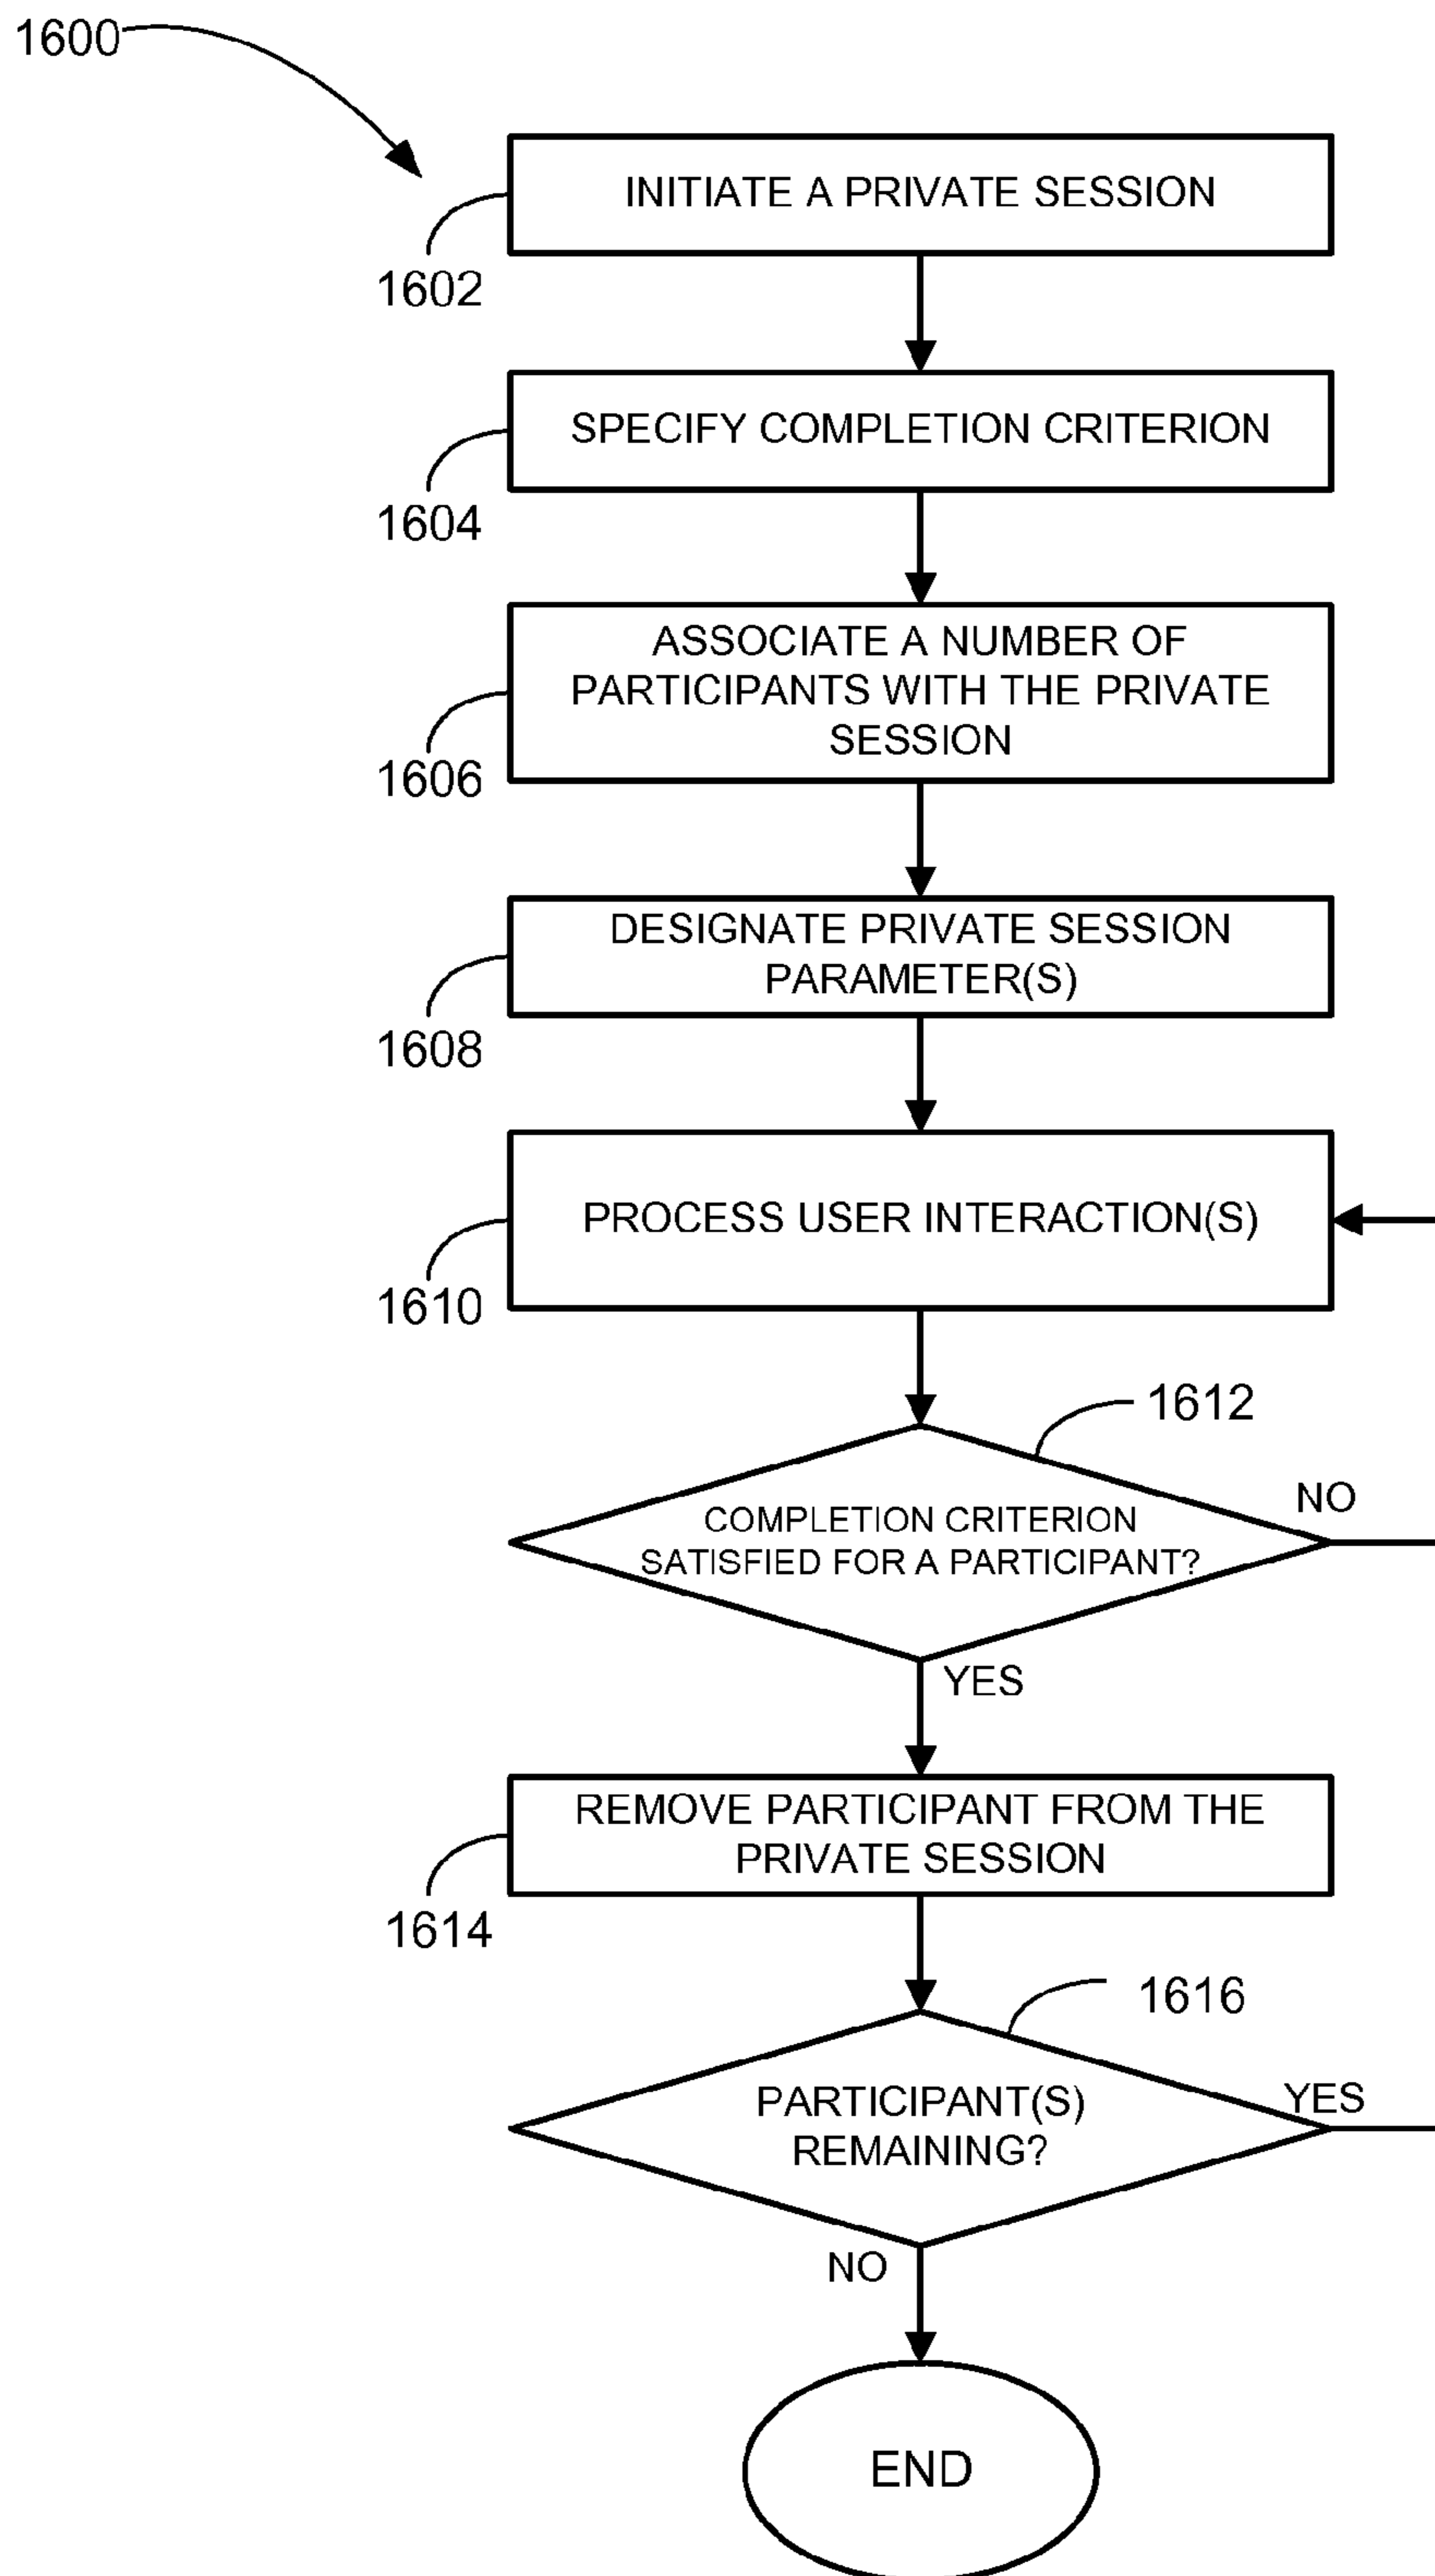 1600
INITIATE A PRIVATE SESSION
1602
SPECIFY COMPLETION CRITERION
1604
ASSOCIATE A NUMBER OF
PARTICIPANTS WITH THE PRIVATE
SESSION
1606
DESIGNATE PRIVATE SESSION
PARAMETER(S)
1608
PROCESS USER INTERACTION(S)
1610
1612
COMPLETION CRITERION
SATISFIED FOR A PARTICIPANT?
NO
YES
REMOVE PARTICIPANT FROM THE
PRIVATE SESSION
1614
1616
PARTICIPANT(S)
REMAINING?
YES
NO
END